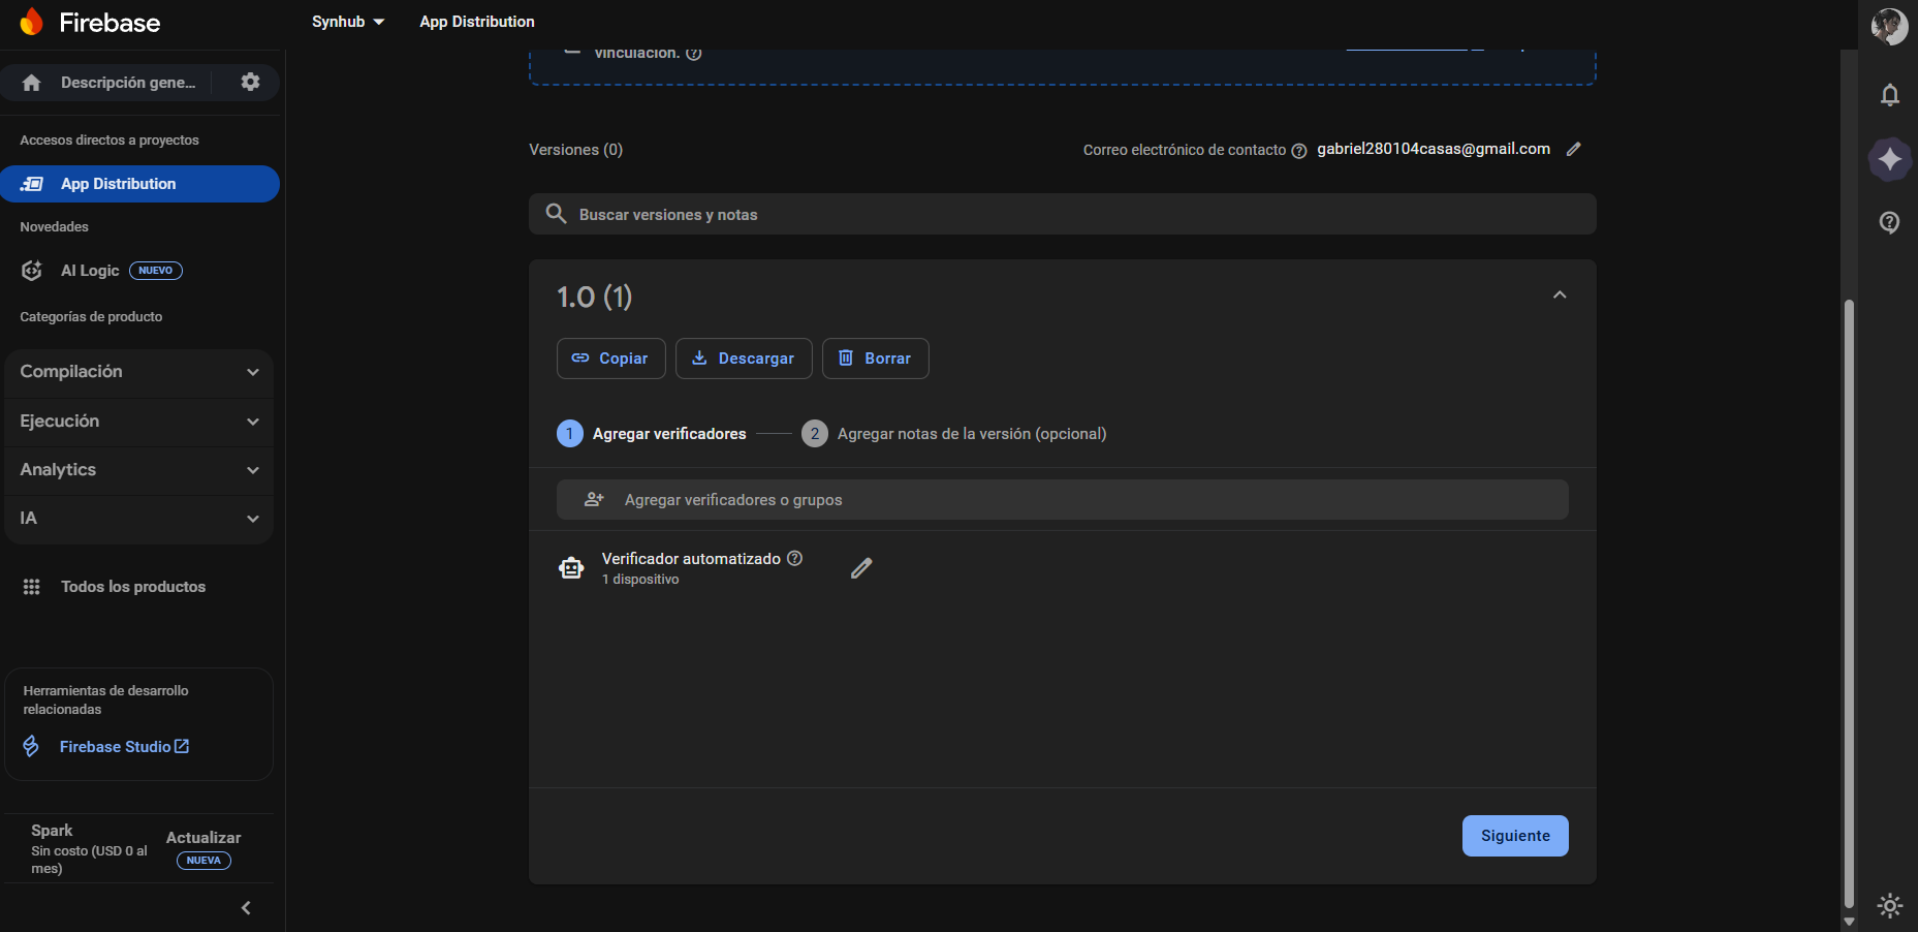 Firebase
Synhub
App Distribution
Descripción gene...
Accesos directos a proyectos
App Distribution
Novedades
AI Logic NUEVO
Categorías de producto
Compilación
Ejecución
Analytics
IA
Todos los productos
Herramientas de desarrollo
relacionadas
Firebase Studio
Spark
Sin costo (USD 0 al
mes)
Actualizar
NUEVA
vinculación.
Versiones (0)
Correo electrónico de contacto gabriel280104casas@gmail.com
Buscar versiones y notas
1.0 (1)
Copiar
Descargar
Borrar
1 Agregar verificadores
2 Agregar notas de la versión (opcional)
Agregar verificadores o grupos
Verificador automatizado
1 dispositivo
Siguiente